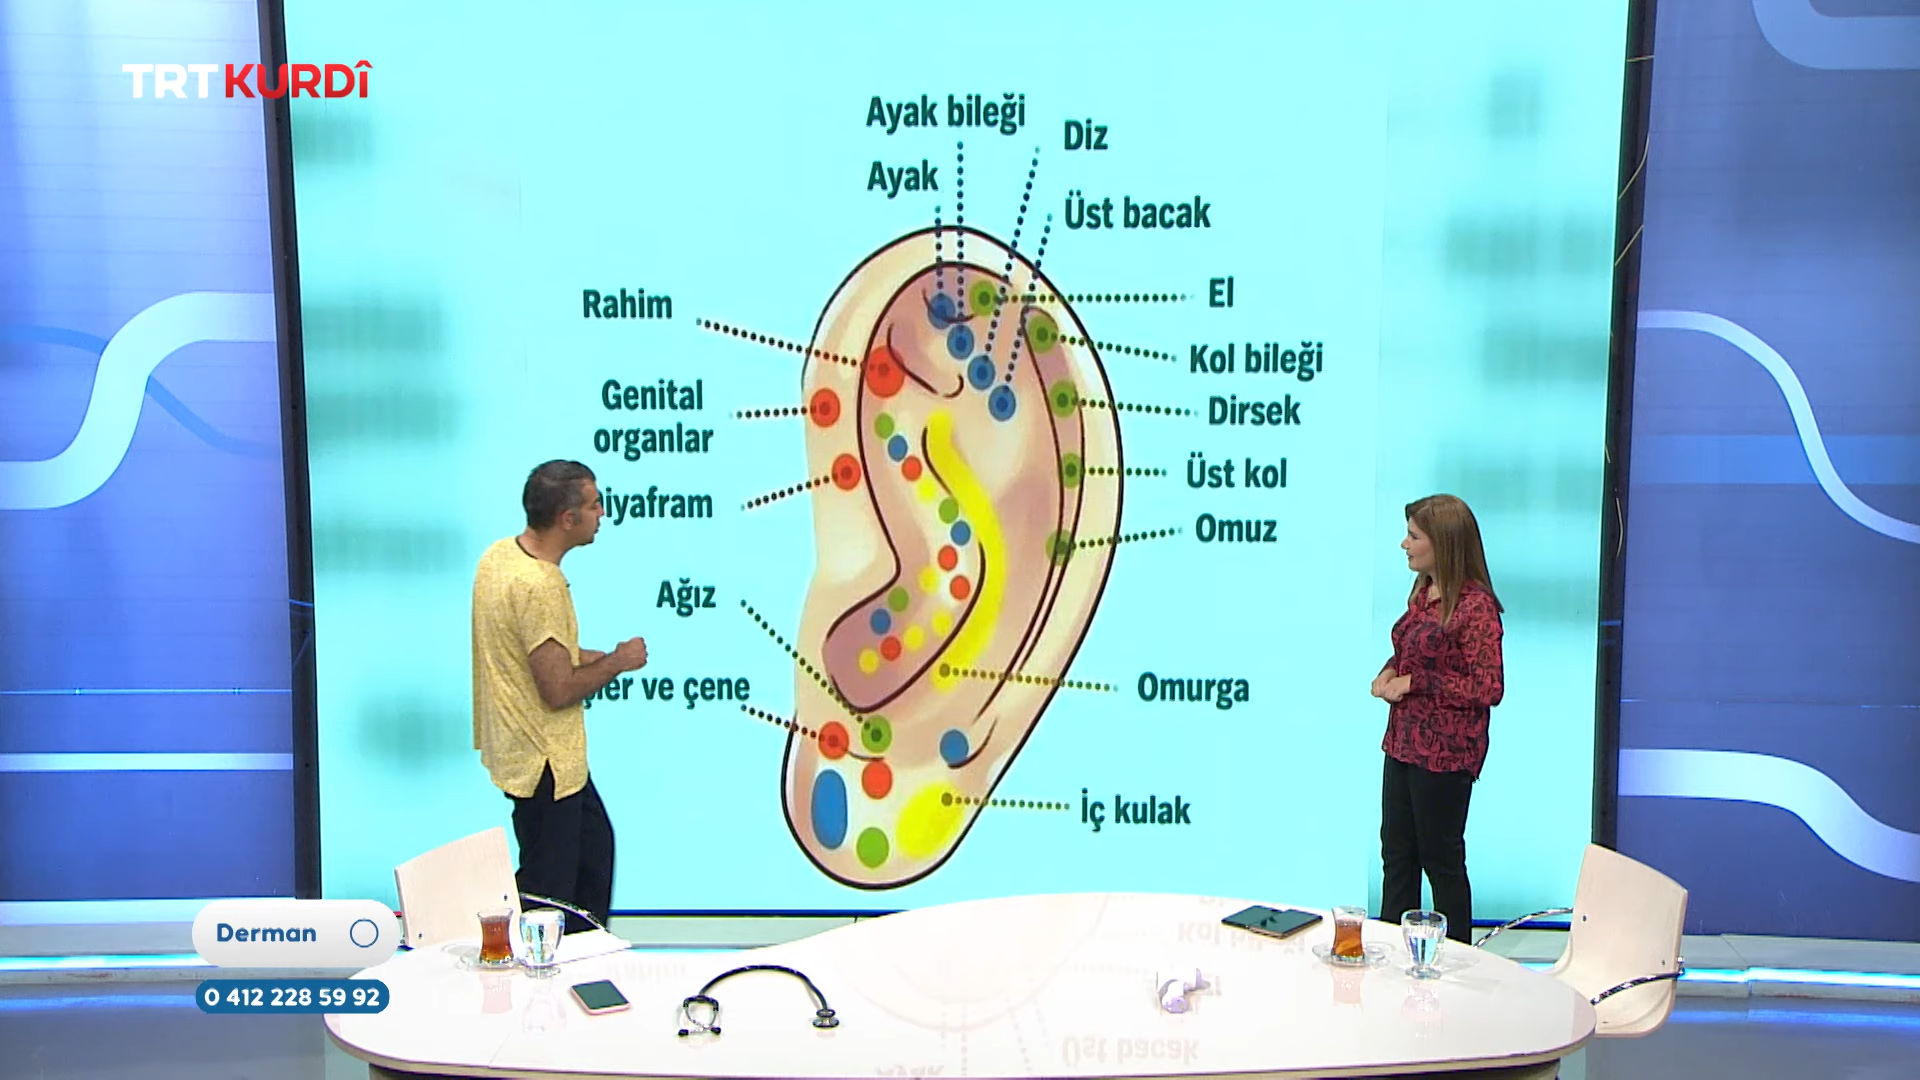 TRT KURDÎ
Ayak bileği
Diz
Ayak
Üst bacak
El
Rahim
Kol bileği
Genital
organlar
Dirsek
Üst kol
iyafram
Omuz
Ağız
ve çene
Omurga
İç kulak
Derman
0 412 228 59 92